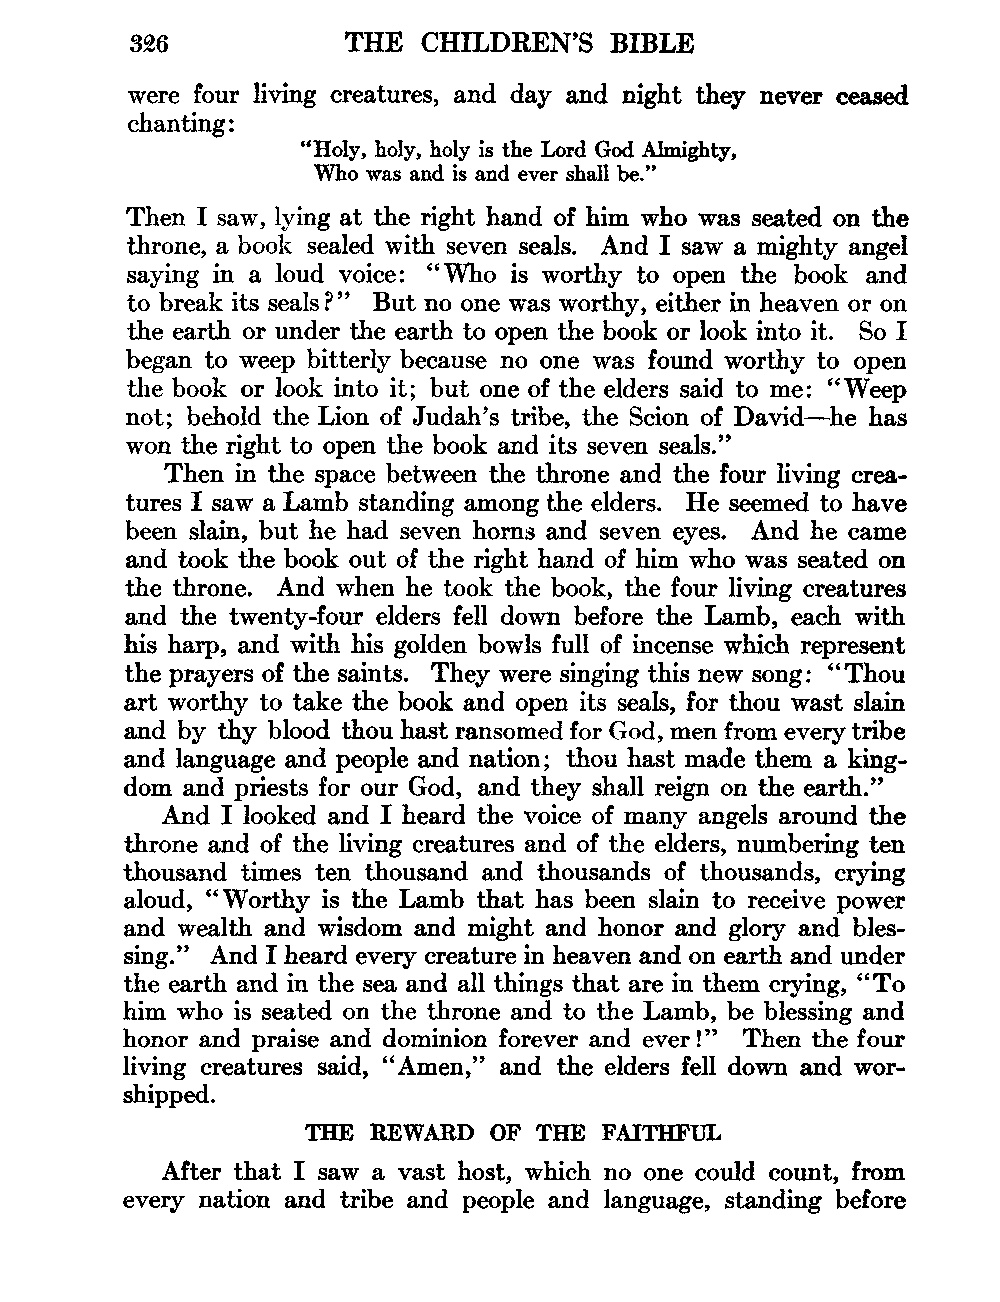 326 THE CHILDREN'S BIBLE
were four living creatures, and day and night they never ceased
chanting:
"Holy, holy, holy is the Lord God Almighty,
Who was and is and ever shall be."
Then I saw, lying at the right hand of him who was seated on the
throne, a book sealed with seven seals. And I saw a mighty angel
saying in a loud voice: "Who is worthy to open the book and
to break its seals?" But no one was worthy, either in heaven or on
the earth or under the earth to open the book or look into it. So I
began to weep bitterly because no one was found worthy to open
the book or look into it; but one of the elders said to me: "Weep
not; behold the Lion of Judah's tribe, the Scion of David—he has
won the right to open the book and its seven seals."
Then in the space between the throne and the four living crea-
tures I saw a Lamb standing among the elders. He seemed to have
been slain, but he had seven horns and seven eyes. And he came
and took the book out of the right hand of him who was seated on
the throne. And when he took the book, the four living creatures
and the twenty-four elders fell down before the Lamb, each with
his harp, and with his golden bowls full of incense which represent
the prayers of the saints. They were singing this new song: "Thou
art worthy to take the book and open its seals, for thou wast slain
and by thy blood thou hast ransomed for God, men from every tribe
and language and people and nation; thou hast made them a king-
dom and priests for our God, and they shall reign on the earth."
And I looked and I heard the voice of many angels around the
throne and of the living creatures and of the elders, numbering ten
thousand times ten thousand and thousands of thousands, crying
aloud, "Worthy is the Lamb that has been slain to receive power
and wealth and wisdom and might and honor and glory and bles-
sing." And I heard every creature in heaven and on earth and under
the earth and in the sea and all things that are in them crying, "To
him who is seated on the throne and to the Lamb, be blessing and
honor and praise and dominion forever and ever!" Then the four
living creatures said, "Amen," and the elders fell down and wor-
shipped.
THE REWARD OF THE FAITHFUL
After that I saw a vast host, which no one could count, from
every nation and tribe and people and language, standing before